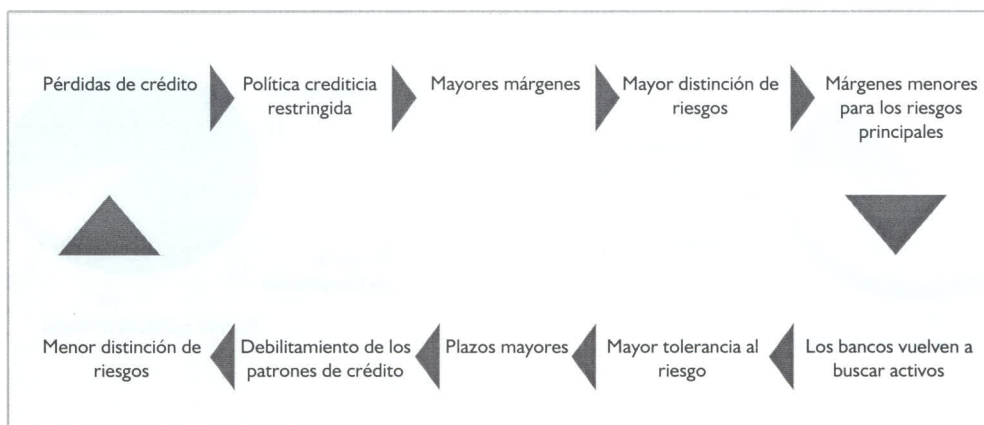 Pérdidas de crédito
Política crediticia
restringida
Mayores márgenes
Mayor distinción de
riesgos
Márgenes menores
para los riesgos
principales
Menor distinción de
riesgos
Debilitamiento de los
patrones de crédito
Plazos mayores
Mayor tolerancia al
riesgo
Los bancos vuelven a
buscar activos